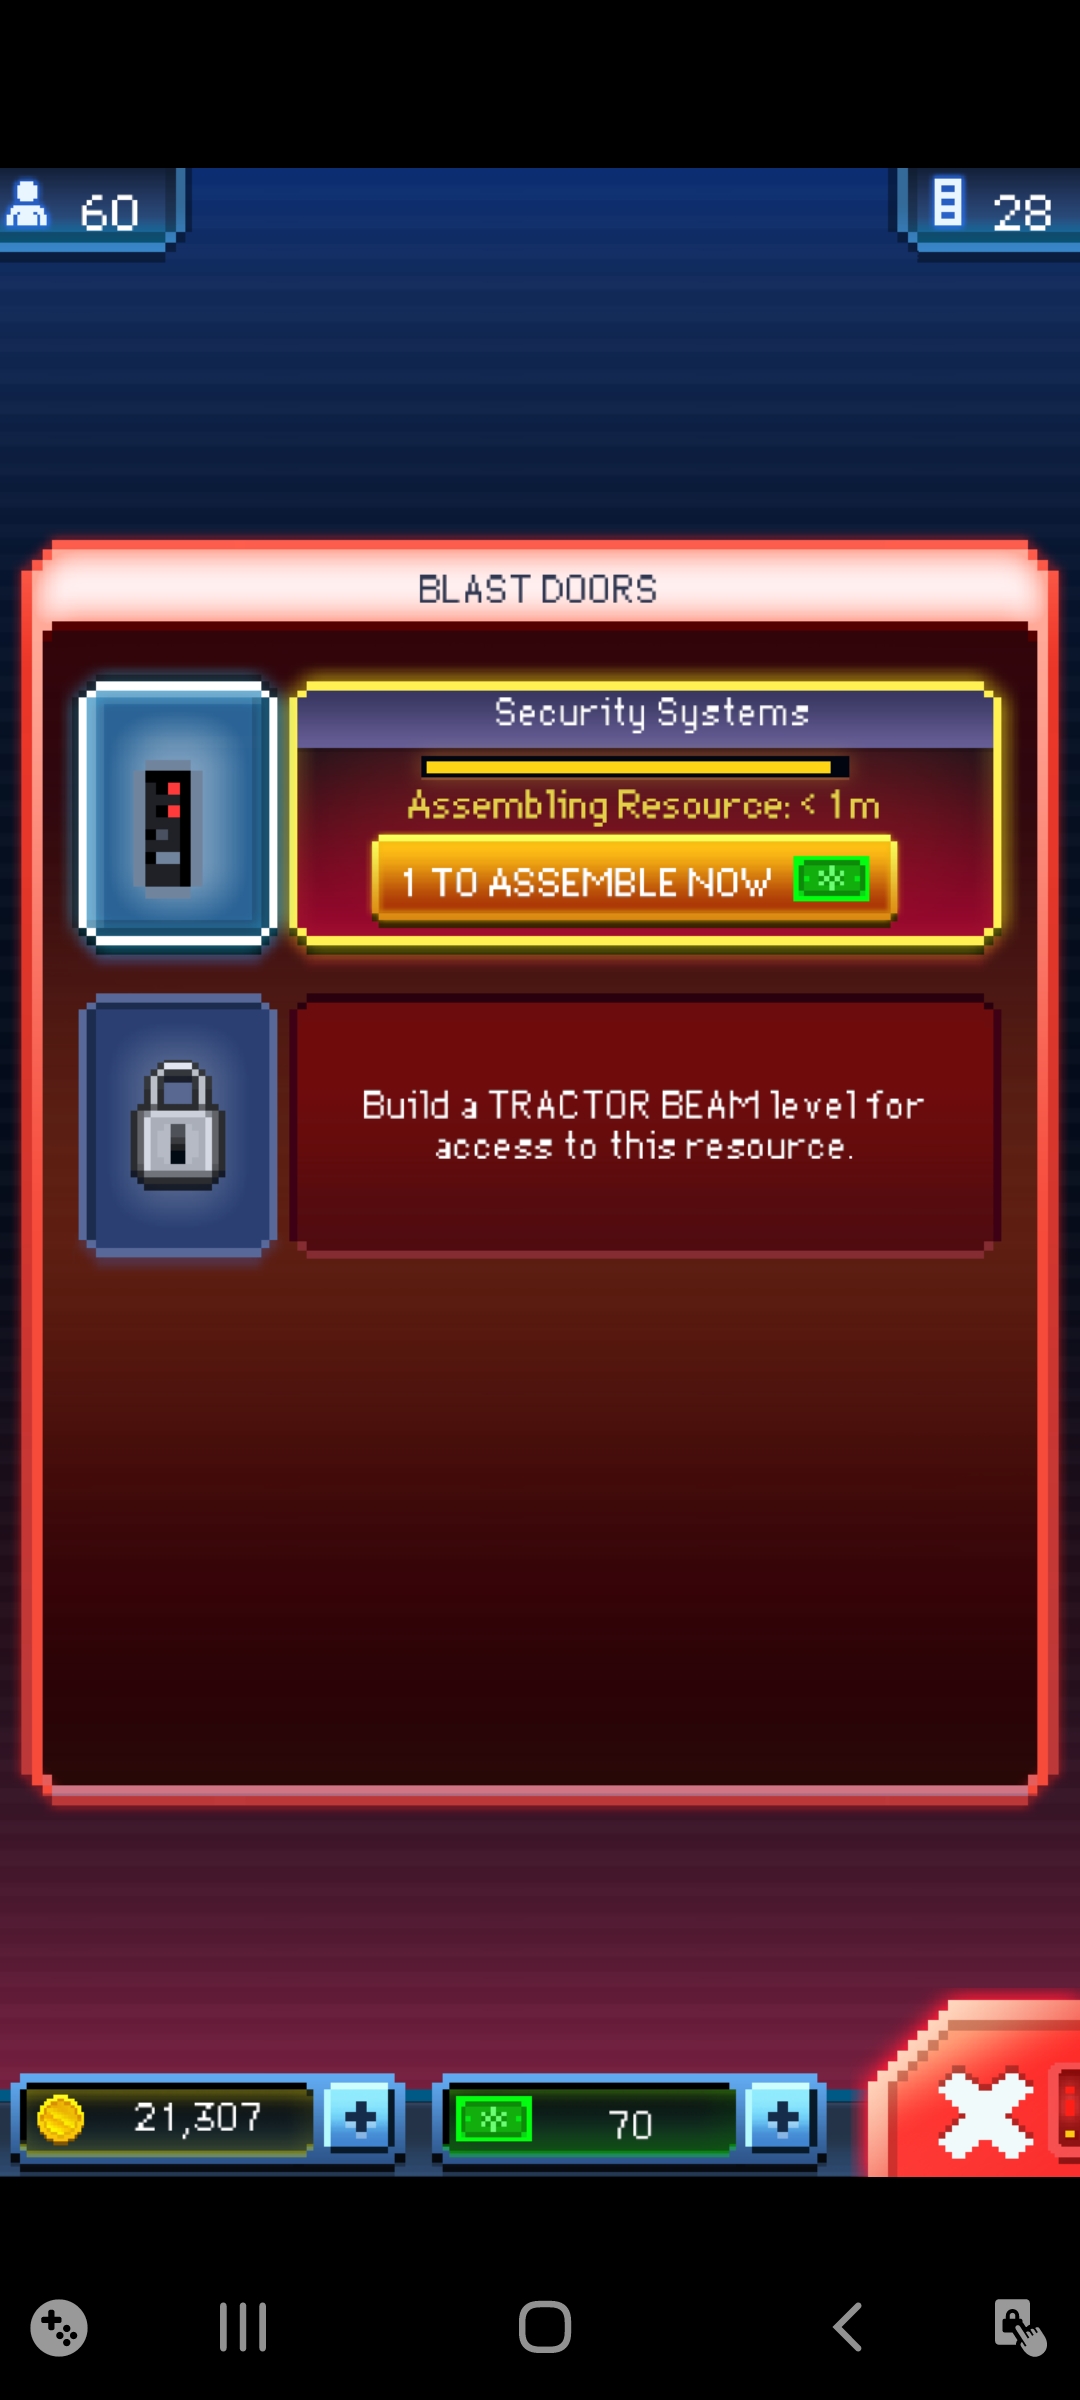 60
28
BLAST DOORS
Security Systems
Assembling Resource: < 1m
1 TO ASSEMBLE NOW
Build a TRACTOR BEAM level for
access to this resource.
21,307
70